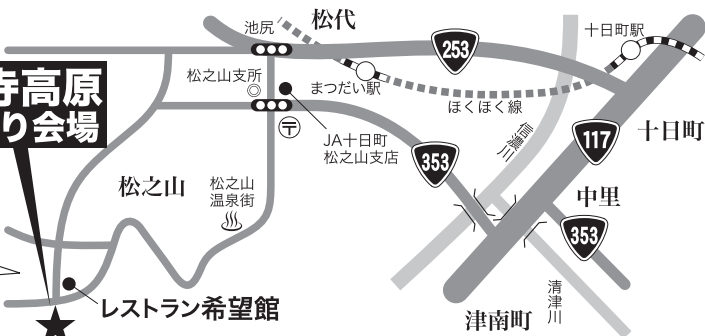 池尻
松代
253
十日町駅
松之山支所
まつだい駅
ほくほく線
寺高原
り会場
〒
JA十日町
松之山支店
信濃川
117
十日町
353
松之山
松之山
温泉街
中里
353
レストラン希望館
清津川
津南町